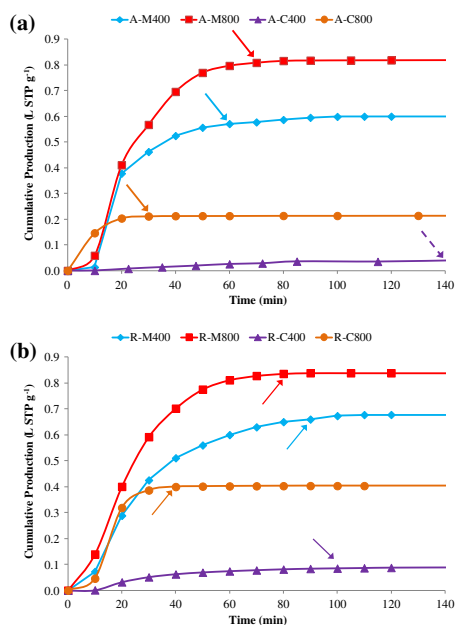 (a)
A-M400 A-M800 A-C400 A-C800
Cumulative Production (L STP g⁻¹)
0.9
0.8
0.7
0.6
0.5
0.4
0.3
0.2
0.1
0.0
0 20 40 60 80 100 120 140
Time (min)
(b)
R-M400 R-M800 R-C400 R-C800
Cumulative Production (L STP g⁻¹)
0.9
0.8
0.7
0.6
0.5
0.4
0.3
0.2
0.1
0.0
0 20 40 60 80 100 120 140
Time (min)